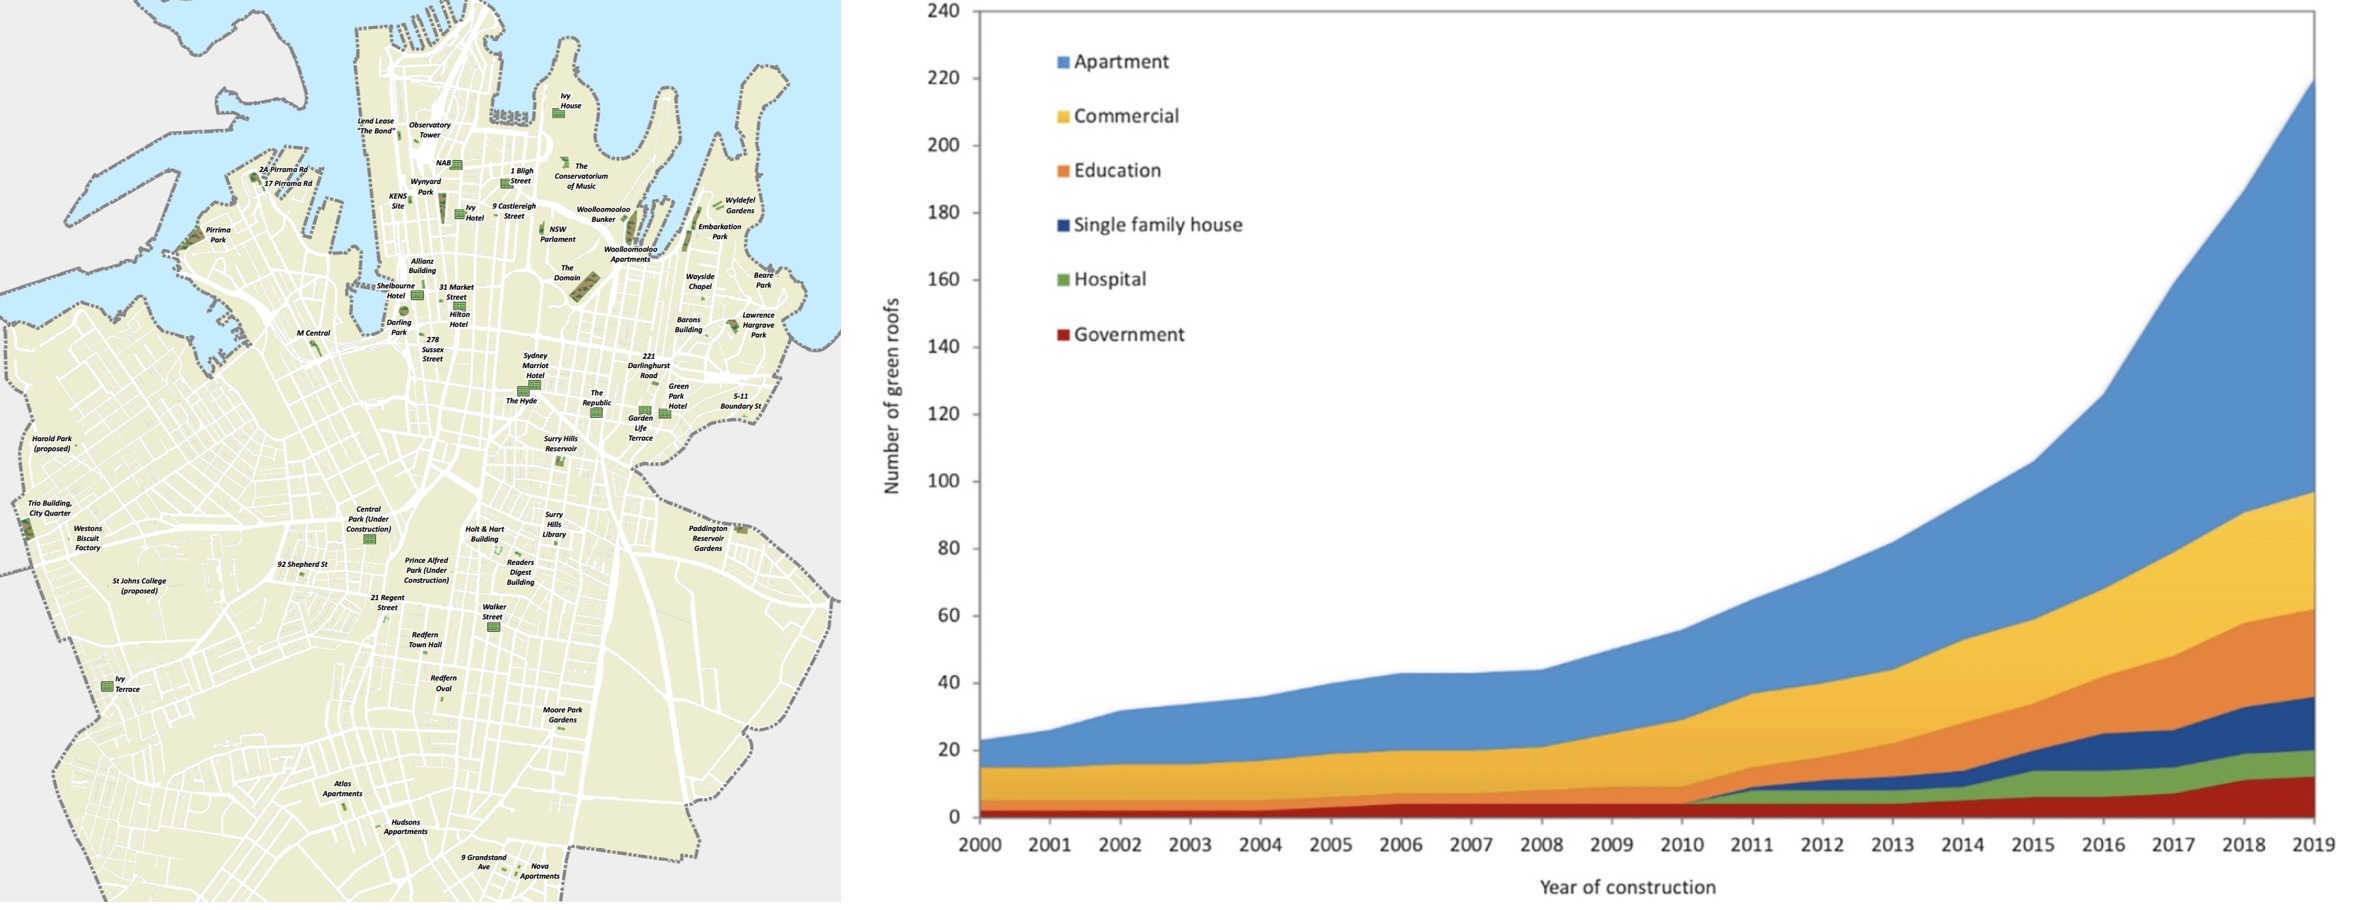 Ivy
House
Lend Lease
"The Bond"
Observatory
Tower
NAB
1 Bligh
Street
The
Conservatorium
of Music
2A Pirrama Rd
17 Pirrama Rd
Wynyard
Park
KENS
Site
Ivy
Hotel
9 Castlereigh
Street
Woolloomooloo
Bunker
Wyldefel
Gardens
Pirrima
Park
NSW
Parlament
Embarkation
Park
Woolloomooloo
Apartments
Allianz
Building
The
Domain
Wayside
Chapel
Beare
Park
Shelbourne
Hotel
31 Market
Street
Hilton
Hotel
Darling
Park
Barons
Building
Lawrence
Hargrave
Park
M Central
278
Sussex
Street
Sydney
Marriot
Hotel
221
Darlinghurst
Road
The Hyde
The
Republic
Green
Park
Hotel
5-11
Boundary St
Garden
Life
Terrace
Harold Park
(proposed)
Surry Hills
Reservoir
Trio Building,
City Quarter
Westons
Biscuit
Factory
Central
Park (Under
Construction)
Holt & Hart
Building
Surry
Hills
Library
Paddington
Reservoir
Gardens
92 Shepherd St
Prince Alfred
Park (Under
Construction)
Readers
Digest
Building
St Johns College
(proposed)
21 Regent
Street
Walker
Street
Redfern
Town Hall
Ivy
Terrace
Redfern
Oval
Moore Park
Gardens
Atlas
Apartments
Hudsons
Appartments
9 Grandstand
Ave
Nova
Apartments
240
220
200
180
160
140
120
100
80
60
40
20
0
Number of green roofs
Apartment
Commercial
Education
Single family house
Hospital
Government
2000 2001 2002 2003 2004 2005 2006 2007 2008 2009 2010 2011 2012 2013 2014 2015 2016 2017 2018 2019
Year of construction